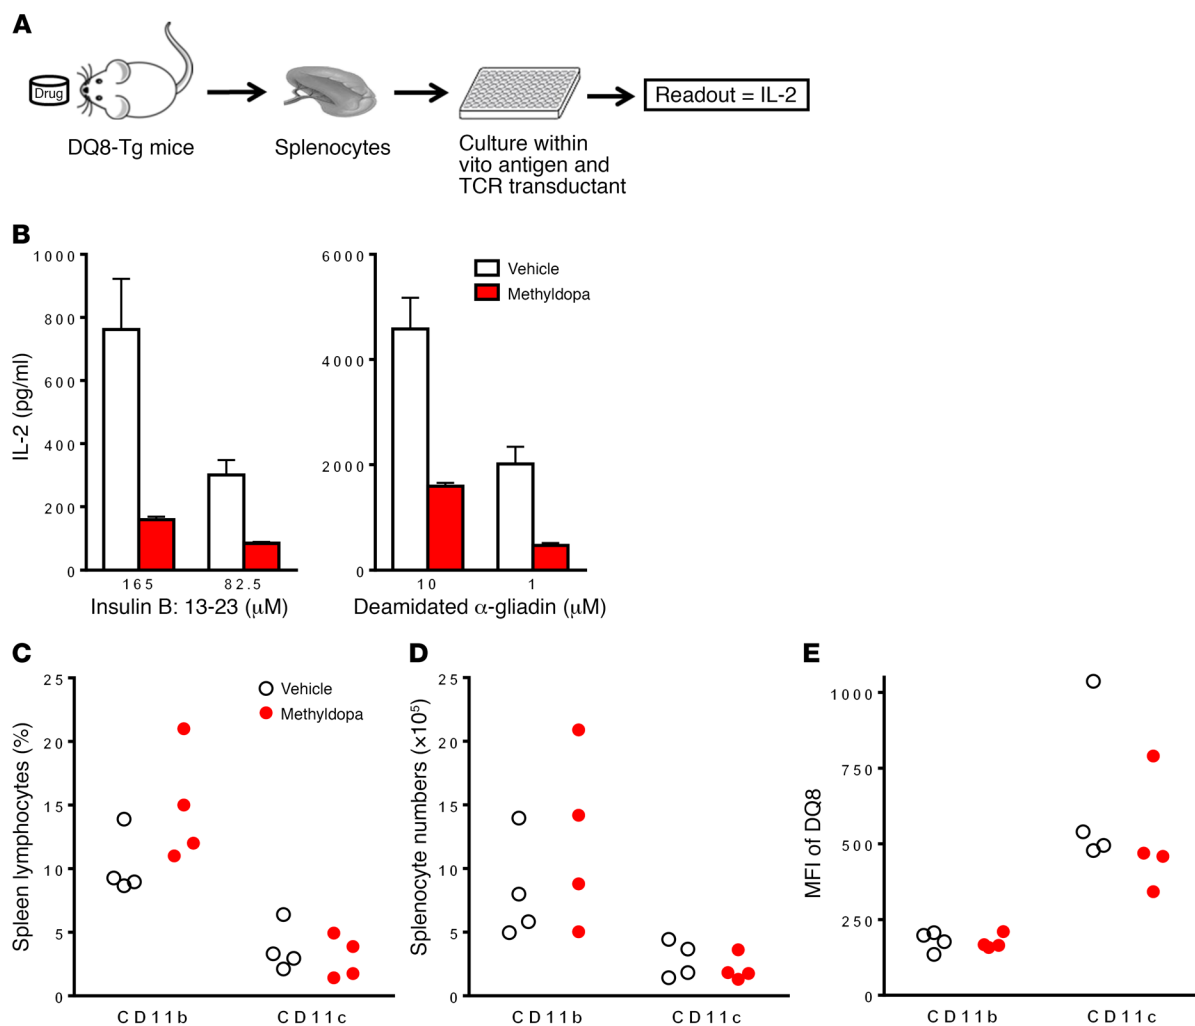 A
Drug
DQ8-Tg mice
Splenocytes
Culture within
vito antigen and
TCR transductant
Readout = IL-2
B
IL-2 (pg/ml)
1000
800
600
400
200
0
165
82.5
Insulin B: 13-23 (μM)
6000
4000
2000
0
10
1
Deamidated α-gliadin (μM)
Vehicle
Methyldopa
C
Spleen lymphocytes (%)
25
20
15
10
5
0
CD11b
CD11c
Vehicle
Methyldopa
D
Splenocyte numbers (×10⁵)
25
20
15
10
5
0
CD11b
CD11c
E
MFI of DQ8
1000
750
500
250
0
CD11b
CD11c